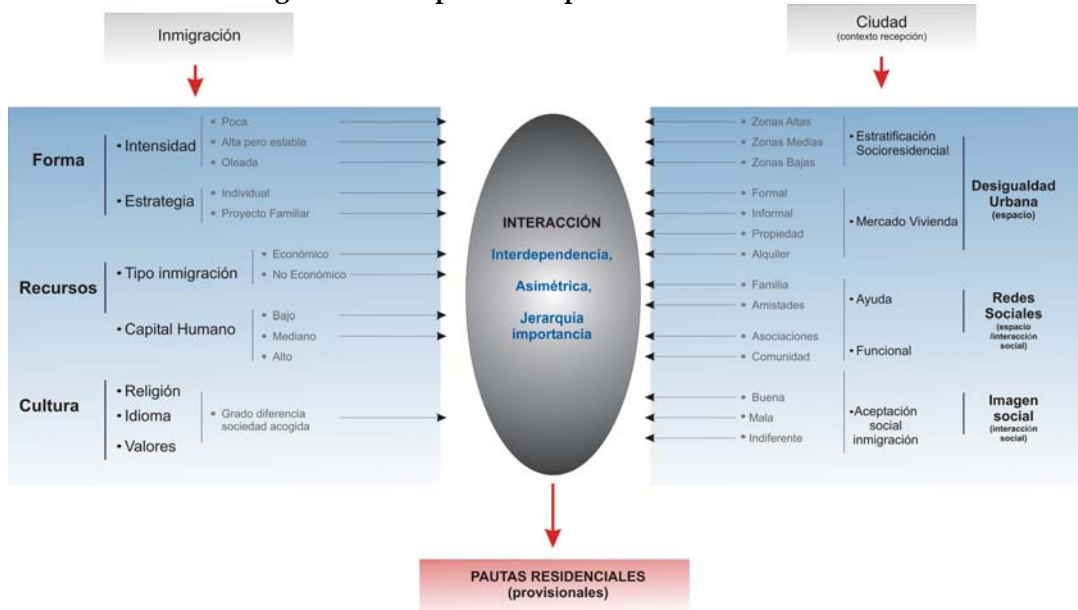 Inmigración
Ciudad
(contexto recepción)
Forma
• Intensidad
• Poca
• Alta pero estable
• Oleada
• Estrategia
• Individual
• Proyecto Familiar
Recursos
• Tipo inmigración
• Económico
• No Económico
• Capital Humano
• Bajo
• Mediano
• Alto
Cultura
• Religión
• Idioma
• Valores
• Grado diferencia
sociedad acogida
INTERACCIÓN
Interdependencia,
Asimétrica,
Jerarquía
importancia
• Zonas Altas
• Zonas Medias
• Zonas Bajas
• Estratificación
Socioresidencial
• Formal
• Informal
• Propiedad
• Alquiler
• Mercado Vivienda
Desigualdad
Urbana
(espacio)
• Familia
• Amistades
• Asociaciones
• Comunidad
• Ayuda
• Funcional
Redes
Sociales
(espacio
/interacción
social)
• Buena
• Mala
• Indiferente
• Aceptación
social
inmigración
Imagen
social
(interacción
social)
PAUTAS RESIDENCIALES
(provisionales)